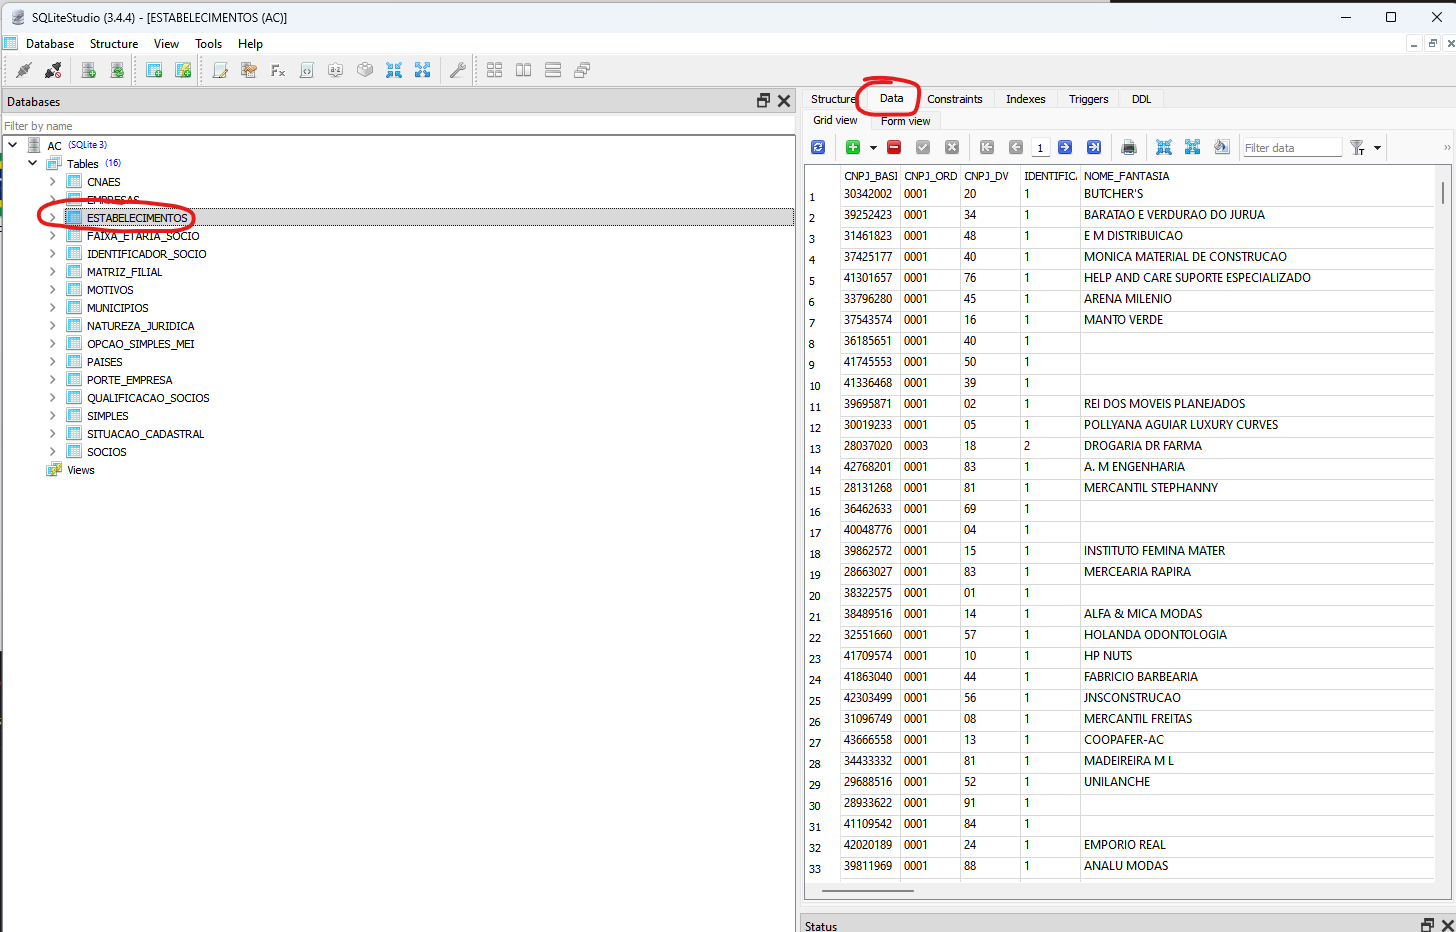 SQLiteStudio (3.4.4) - [ESTABELECIMENTOS (AC)]
Database Structure View Tools Help
Databases
Filter by name
AC (SQLite 3)
Tables (16)
CNAES
EMPRESAS
ESTABELECIMENTOS
FAIXA_ETARIA_SOCIO
IDENTIFICADOR_SOCIO
MATRIZ_FILIAL
MOTIVOS
MUNICIPIOS
NATUREZA_JURIDICA
OPCAO_SIMPLES_MEI
PAISES
PORTE_EMPRESA
QUALIFICACAO_SOCIOS
SIMPLES
SITUACAO_CADASTRAL
SOCIOS
Views
Structure Data Constraints Indexes Triggers DDL
Grid view Form view
1 Filter data
CNPJ_BASI CNPJ_ORD CNPJ_DV IDENTIFICA NOME_FANTASIA
1 30342002 0001 20 1 BUTCHER'S
2 39252423 0001 34 1 BARATAO E VERDURAO DO JURUA
3 31461823 0001 48 1 E M DISTRIBUICAO
4 37425177 0001 40 1 MONICA MATERIAL DE CONSTRUCAO
5 41301657 0001 76 1 HELP AND CARE SUPORTE ESPECIALIZADO
6 33796280 0001 45 1 ARENA MILENIO
7 37543574 0001 16 1 MANTO VERDE
8 36185651 0001 40 1
9 41745553 0001 50 1
10 41336468 0001 39 1
11 39695871 0001 02 1 REI DOS MOVEIS PLANEJADOS
12 30019233 0001 05 1 POLLYANA AGUIAR LUXURY CURVES
13 28037020 0003 18 2 DROGARIA DR FARMA
14 42768201 0001 83 1 A. M ENGENHARIA
15 28131268 0001 81 1 MERCANTIL STEPHANNY
16 36462633 0001 69 1
17 40048776 0001 04 1
18 39862572 0001 15 1 INSTITUTO FEMINA MATER
19 28663027 0001 83 1 MERCEARIA RAPIRA
20 38322575 0001 01 1
21 38489516 0001 14 1 ALFA & MICA MODAS
22 32551660 0001 57 1 HOLANDA ODONTOLOGIA
23 41709574 0001 10 1 HP NUTS
24 41863040 0001 44 1 FABRICIO BARBEARIA
25 42303499 0001 56 1 JNSCONSTRUCAO
26 31096749 0001 08 1 MERCANTIL FREITAS
27 43666558 0001 13 1 COOPAFER-AC
28 34433332 0001 81 1 MADEIREIRA M L
29 29688516 0001 52 1 UNILANCHE
30 28933622 0001 91 1
31 41109542 0001 84 1
32 42020189 0001 24 1 EMPORIO REAL
33 39811969 0001 88 1 ANALU MODAS
Status